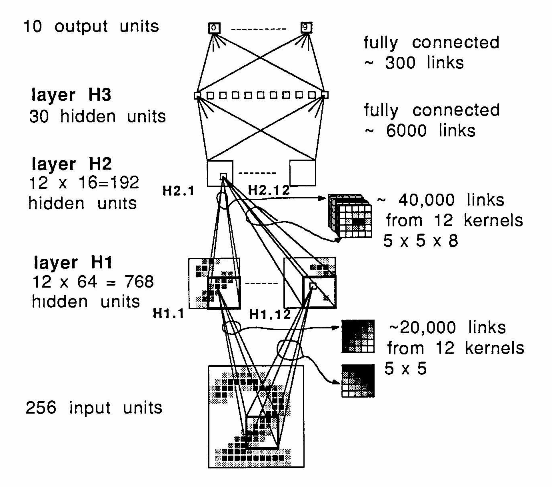 10 output units
0
9
fully connected
~ 300 links
layer H3
30 hidden units
fully connected
~ 6000 links
layer H2
12 x 16=192
hidden units
H2.1
H2.12
~ 40,000 links
from 12 kernels
5 x 5 x 8
layer H1
12 x 64 = 768
hidden units
H1.1
H1.12
~20,000 links
from 12 kernels
5 x 5
256 input units